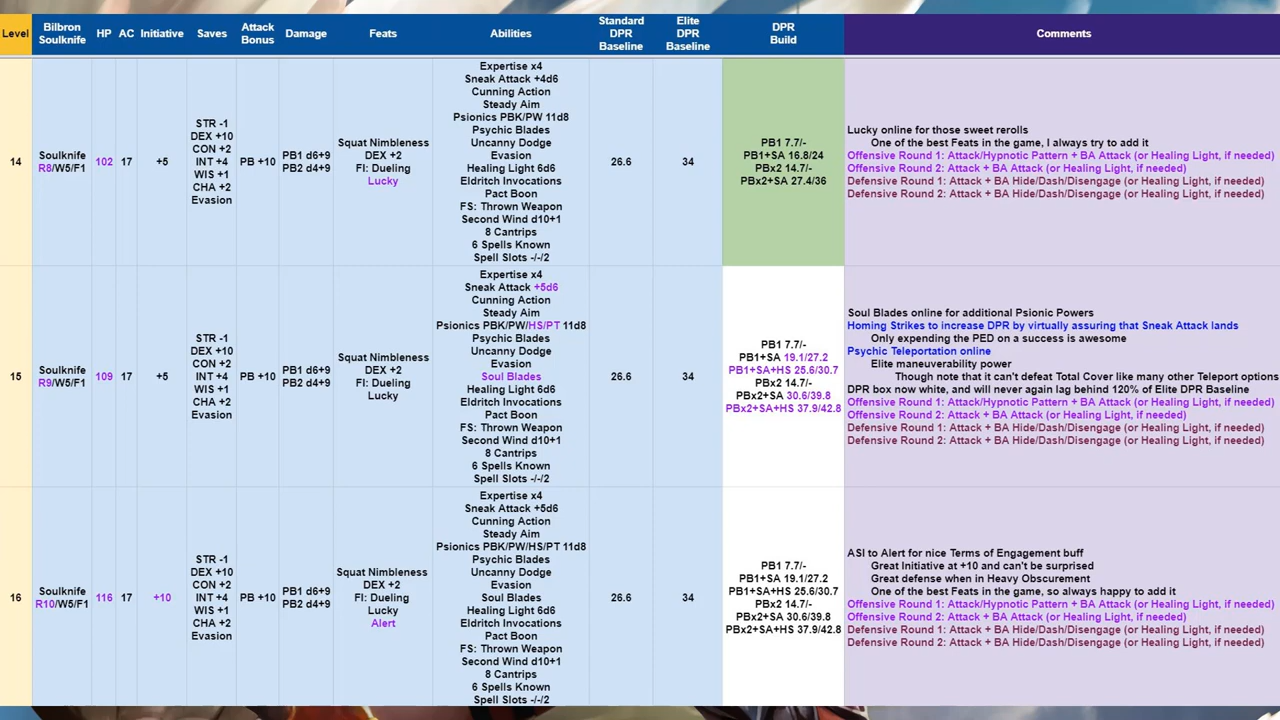 Level
Bilbron
Soulknife
HP
AC
Initiative
Saves
Attack
Bonus
Damage
Feats
Abilities
Standard
DPR
Baseline
Elite
DPR
Baseline
DPR
Build
Comments
14
Soulknife
R8/W5/F1
102
17
+5
STR -1
DEX +10
CON +2
INT +4
WIS +1
CHA +2
Evasion
PB +10
PB1 d6+9
PB2 d4+9
Squat Nimbleness
DEX +2
FI: Dueling
Lucky
Expertise x4
Sneak Attack +4d6
Cunning Action
Steady Aim
Psionics PBK/PW 11d8
Psychic Blades
Uncanny Dodge
Evasion
Healing Light 6d6
Eldritch Invocations
Pact Boon
FS: Thrown Weapon
Second Wind d10+1
8 Cantrips
6 Spells Known
Spell Slots -/-/2
26.6
34
PB1 7.7/-
PB1+SA 16.8/24
PBx2 14.7/-
PBx2+SA 27.4/36
Lucky online for those sweet rerolls
One of the best Feats in the game, I always try to add it
Offensive Round 1: Attack/Hypnotic Pattern + BA Attack (or Healing Light, if needed)
Offensive Round 2: Attack + BA Attack (or Healing Light, if needed)
Defensive Round 1: Attack + BA Hide/Dash/Disengage (or Healing Light, if needed)
Defensive Round 2: Attack + BA Hide/Dash/Disengage (or Healing Light, if needed)
15
Soulknife
R9/W5/F1
109
17
+5
STR -1
DEX +10
CON +2
INT +4
WIS +1
CHA +2
Evasion
PB +10
PB1 d6+9
PB2 d4+9
Squat Nimbleness
DEX +2
FI: Dueling
Lucky
Expertise x4
Sneak Attack +5d6
Cunning Action
Steady Aim
Psionics PBK/PW/HS/PT 11d8
Psychic Blades
Uncanny Dodge
Evasion
Soul Blades
Healing Light 6d6
Eldritch Invocations
Pact Boon
FS: Thrown Weapon
Second Wind d10+1
8 Cantrips
6 Spells Known
Spell Slots -/-/2
26.6
34
PB1 7.7/-
PB1+SA 19.1/27.2
PB1+SA+HS 25.6/30.7
PBx2 14.7/-
PBx2+SA 30.6/39.8
PBx2+SA+HS 37.9/42.8
Soul Blades online for additional Psionic Powers
Homing Strikes to increase DPR by virtually assuring that Sneak Attack lands
Only expending the PED on a success is awesome
Psychic Teleportation online
Elite maneuverability power
Though note that it can't defeat Total Cover like many other Teleport options
DPR box now white, and will never again lag behind 120% of Elite DPR Baseline
Offensive Round 1: Attack/Hypnotic Pattern + BA Attack (or Healing Light, if needed)
Offensive Round 2: Attack + BA Attack (or Healing Light, if needed)
Defensive Round 1: Attack + BA Hide/Dash/Disengage (or Healing Light, if needed)
Defensive Round 2: Attack + BA Hide/Dash/Disengage (or Healing Light, if needed)
16
Soulknife
R10/W5/F1
116
17
+10
STR -1
DEX +10
CON +2
INT +4
WIS +1
CHA +2
Evasion
PB +10
PB1 d6+9
PB2 d4+9
Squat Nimbleness
DEX +2
FI: Dueling
Lucky
Alert
Expertise x4
Sneak Attack +5d6
Cunning Action
Steady Aim
Psionics PBK/PW/HS/PT 11d8
Psychic Blades
Uncanny Dodge
Evasion
Soul Blades
Healing Light 6d6
Eldritch Invocations
Pact Boon
FS: Thrown Weapon
Second Wind d10+1
8 Cantrips
6 Spells Known
Spell Slots -/-/2
26.6
34
PB1 7.7/-
PB1+SA 19.1/27.2
PB1+SA+HS 25.6/30.7
PBx2 14.7/-
PBx2+SA 30.6/39.8
PBx2+SA+HS 37.9/42.8
ASI to Alert for nice Terms of Engagement buff
Great Initiative at +10 and can't be surprised
Great defense when in Heavy Obscurement
One of the best Feats in the game, so always happy to add it
Offensive Round 1: Attack/Hypnotic Pattern + BA Attack (or Healing Light, if needed)
Offensive Round 2: Attack + BA Attack (or Healing Light, if needed)
Defensive Round 1: Attack + BA Hide/Dash/Disengage (or Healing Light, if needed)
Defensive Round 2: Attack + BA Hide/Dash/Disengage (or Healing Light, if needed)